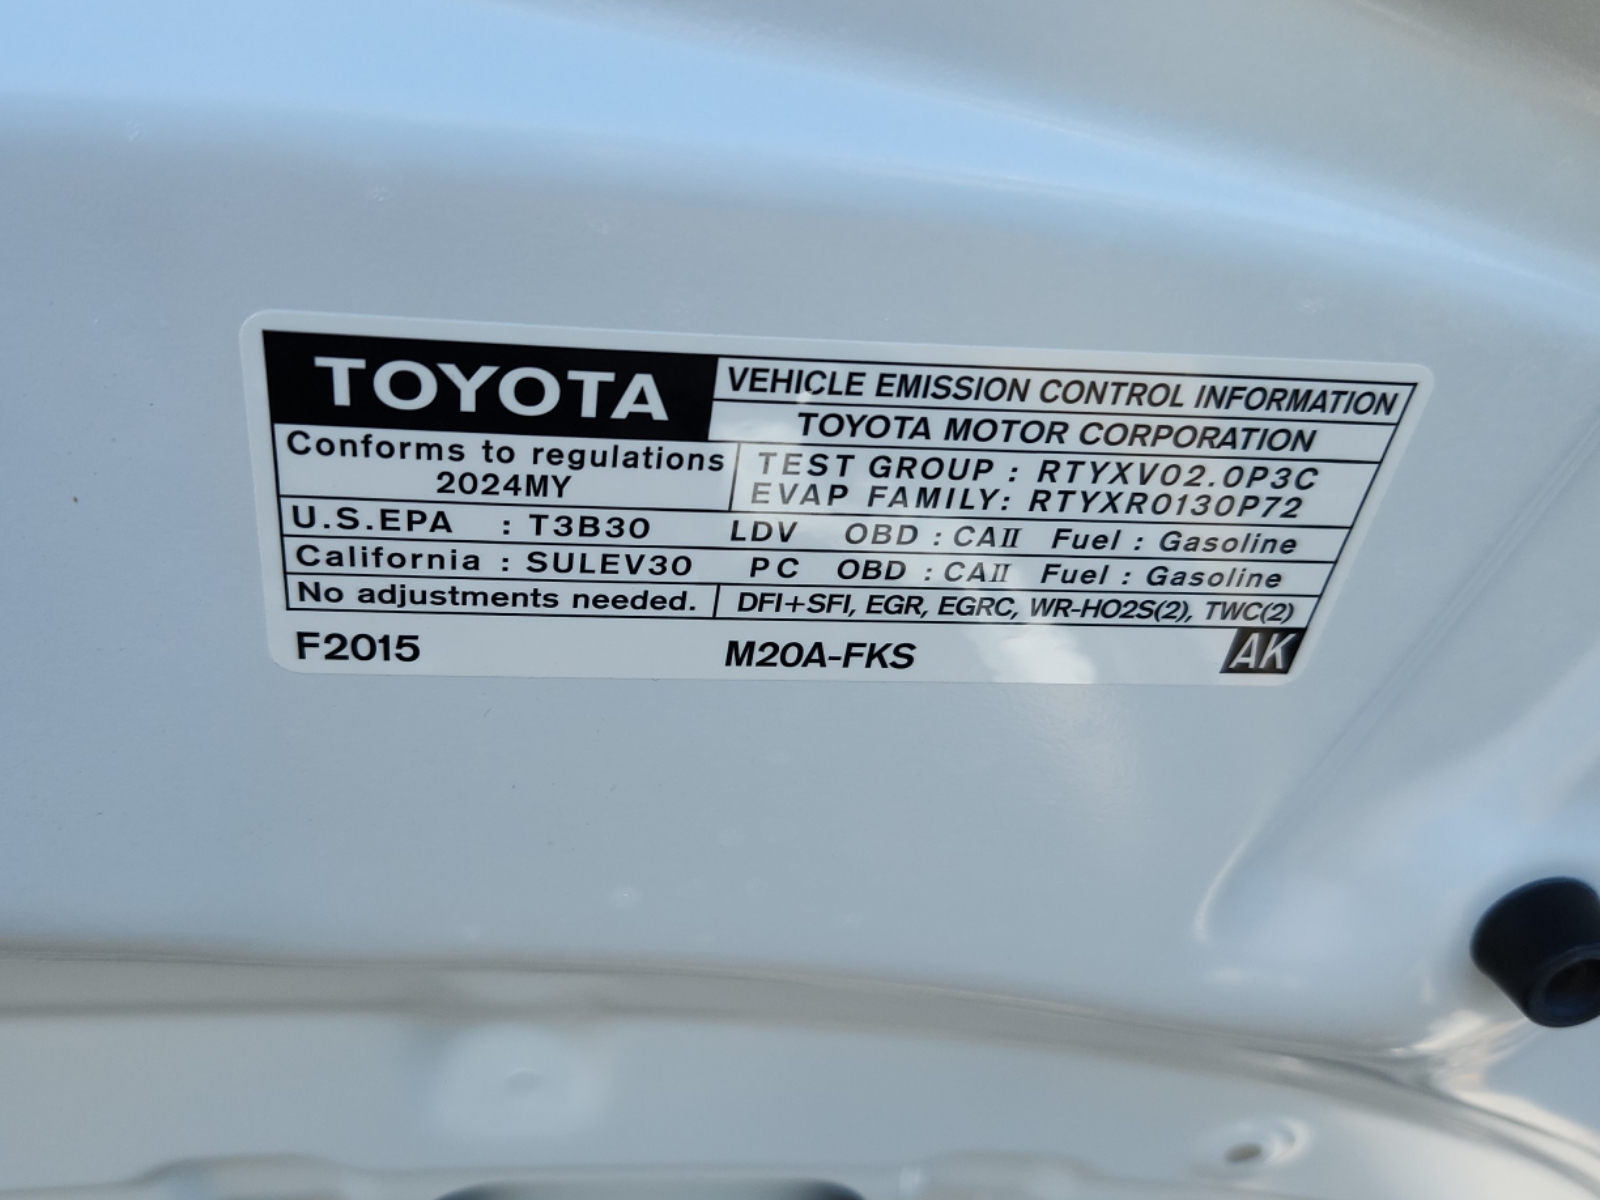 TOYOTA
VEHICLE EMISSION CONTROL INFORMATION
TOYOTA MOTOR CORPORATION
Conforms to regulations
2024MY
TEST GROUP : RTYXV02.0P3C
EVAP FAMILY: RTYXR0130P72
U.S.EPA : T3B30 LDV OBD : CAII Fuel : Gasoline
California : SULEV30 PC OBD : CAII Fuel : Gasoline
No adjustments needed. DFI+SFI, EGR, EGRC, WR-HO2S(2), TWC(2)
F2015 M20A-FKS AK